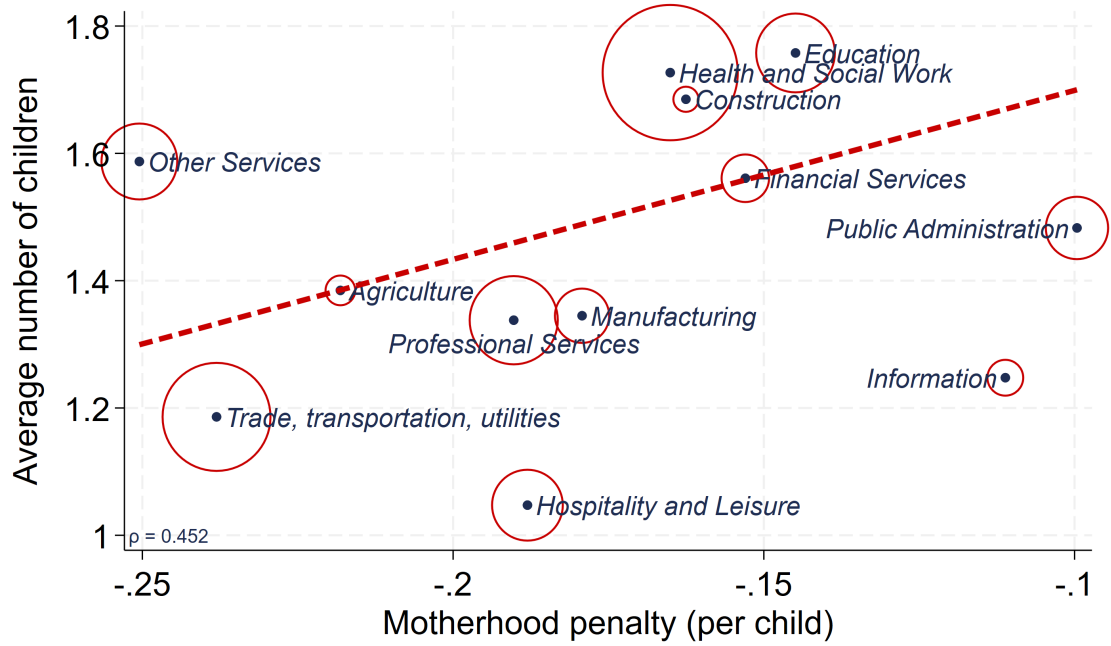 Average number of children
1.8
1.6
1.4
1.2
1
Education
Health and Social Work
Construction
Other Services
Financial Services
Public Administration
Agriculture
Manufacturing
Professional Services
Information
Trade, transportation, utilities
Hospitality and Leisure
ρ = 0.452
-.25 -.2 -.15 -.1
Motherhood penalty (per child)